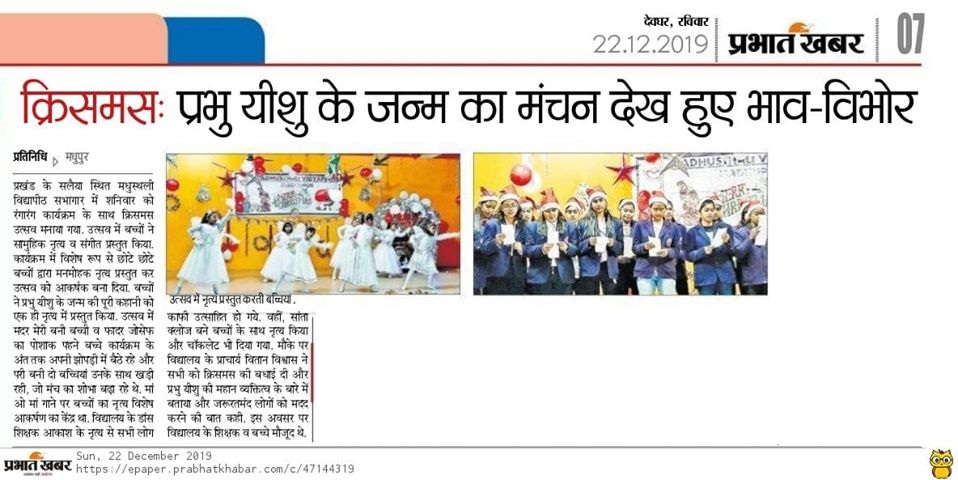 देवघर, रविवार
22.12.2019
प्रभात खबर
07
क्रिसमस: प्रभु यीशु के जन्म का मंचन देख हुए भाव-विभोर
प्रतिनिधि ▷ मधुपुर
प्रखंड के सलैया स्थित मधुस्थली
विद्यापीठ सभागार में शनिवार को
रंगारंग कार्यक्रम के साथ क्रिसमस
उत्सव मनाया गया. उत्सव में बच्चों ने
सामुहिक नृत्य व संगीत प्रस्तुत किया.
कार्यक्रम में विशेष रूप से छोटे छोटे
बच्चों द्वारा मनमोहक नृत्य प्रस्तुत कर
उत्सव को आकर्षक बना दिया. बच्चों
ने प्रभु यीशु के जन्म की पूरी कहानी को
एक ही नृत्य में प्रस्तुत किया. उत्सव में
मदर मेरी बनी बच्ची व फादर जोसेफ
का पोशाक पहने बच्चे कार्यक्रम के
अंत तक अपनी झोपड़ी में बैठे रहे और
परी बनी दो बच्चियां उनके साथ खड़ी
रही, जो मंच का शोभा बढ़ा रहे थे. मां
ओ मां गाने पर बच्चों का नृत्य विशेष
आकर्षण का केंद्र था. विद्यालय के डांस
शिक्षक आकाश के नृत्य से सभी लोग
MADHUSTHALI VIDYAPEETH
MADHUPUR
MERRY
CHRISTMAS
उत्सव में नृत्य प्रस्तुत करती बच्चियां .
काफी उत्साहित हो गये. वहीं, सांता
क्लोज बने बच्चों के साथ नृत्य किया
और चॉकलेट भी दिया गया. मौके पर
विद्यालय के प्राचार्य वितान विश्वास ने
सभी को क्रिसमस की बधाई दी और
प्रभु यीशु की महान व्यक्तित्व के बारे में
बताया और जरूरतमंद लोगों को मदद
करने की बात कही. इस अवसर पर
विद्यालय के शिक्षक व बच्चे मौजूद थे.
प्रभात खबर
Sun, 22 December 2019
https://epaper.prabhatkhabar.com/c/47144319